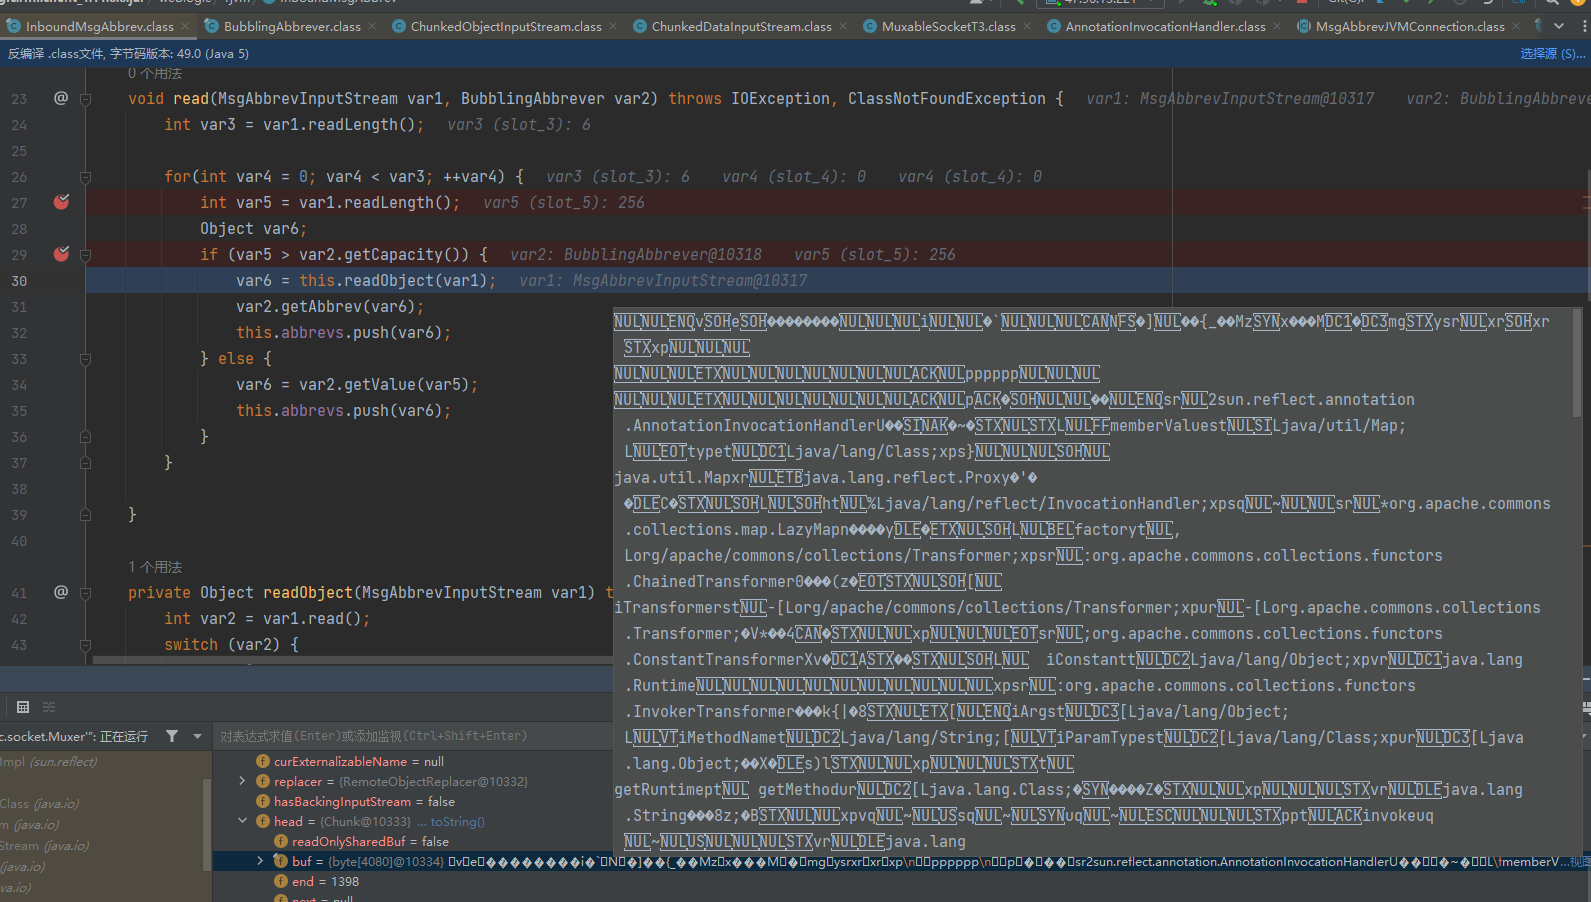 InboundMsgAbbrev.class
BubblingAbbrever.class
ChunkedObjectInputStream.class
ChunkedDataInputStream.class
MuxableSocketT3.class
AnnotationInvocationHandler.class
MsgAbbrevJVMConnection.class
反编译 .class文件, 字节码版本: 49.0 (Java 5)
选择源 (S)...
0 个用法
23 @ void read(MsgAbbrevInputStream var1, BubblingAbbrever var2) throws IOException, ClassNotFoundException { var1: MsgAbbrevInputStream@10317 var2: BubblingAbbreve
24 int var3 = var1.readLength(); var3 (slot_3): 6
25
26 for(int var4 = 0; var4 < var3; ++var4) { var3 (slot_3): 6 var4 (slot_4): 0 var4 (slot_4): 0
27 int var5 = var1.readLength(); var5 (slot_5): 256
28 Object var6;
29 if (var5 > var2.getCapacity()) { var2: BubblingAbbrever@10318 var5 (slot_5): 256
30 var6 = this.readObject(var1); var1: MsgAbbrevInputStream@10317
31 var2.getAbbrev(var6);
32 this.abbrevs.push(var6);
33 } else {
34 var6 = var2.getValue(var5);
35 this.abbrevs.push(var6);
36 }
37 }
38
39 }
40
1 个用法
41 @ private Object readObject(MsgAbbrevInputStream var1) t
42 int var2 = var1.read();
43 switch (var2) {
NULNULENQvSOHeSOH���������NULNULNULiNULNUL�`NULNULNULCANNFS�]NUL��{_��MzSYNx���MDC1�DC3mgSTXysrNULxrSOHxr
STXxpNULNULNUL
NULNULNULETXNULNULNULNULNULNULNULACKNULppppppNULNULNUL
NULNULNULETXNULNULNULNULNULNULNULACKNULpACK�SOHNULNUL��NULENQsrNUL2sun.reflect.annotation
.AnnotationInvocationHandlerU��SINAK�~�STXNULSTXLNULFFmemberValuestNULSILjava/util/Map;
LNULEOTtypetNULDC1Ljava/lang/Class;xps}NULNULNULSOHNUL
java.util.MapxrNULETBjava.lang.reflect.Proxy�'�
�DLEC�STXNULSOHLNULSOHhtNUL%Ljava/lang/reflect/InvocationHandler;xpsqNUL~NULNULsrNUL*org.apache.commons
.collections.map.LazyMapn����yDLE�ETXNULSOHLNULBELfactorytNUL,
Lorg/apache/commons/collections/Transformer;xpsrNUL:org.apache.commons.collections.functors
.ChainedTransformer0���(z�EOTSTXNULSOH[NUL
iTransformerstNUL-[Lorg/apache/commons/collections/Transformer;xpurNUL-[Lorg.apache.commons.collections
.Transformer;�V*��4CAN�STXNULNULxpNULNULNULEOTsrNUL;org.apache.commons.collections.functors
.ConstantTransformerXv�DC1ASTX��STXNULSOHLNUL iConstanttNULDC2Ljava/lang/Object;xpvrNULDC1java.lang
.RuntimeNULNULNULNULNULNULNULNULNULNULNULxpsrNUL:org.apache.commons.collections.functors
.InvokerTransformer���k{|�8STXNULETX[NULENQiArgstNULDC3[Ljava/lang/Object;
LNULVTiMethodNametNULDC2Ljava/lang/String;[NULVTiParamTypestNULDC2[Ljava/lang/Class;xpurNULDC3[Ljava
.lang.Object;��X�DLEs)lSTXNULNULxpNULNULNULSTXtNUL
getRuntimeptNUL getMethodurNULDC2[Ljava.lang.Class;�SYN����Z�STXNULNULxpNULNULNULSTXvrNULDLEjava.lang
.String���8z;�BSTXNULNULxpvqNUL~NULUSsqNUL~NULSYNuqNUL~NULESCNULNULNULSTXpptNULACKinvokeuq
NUL~NULUSNULNULNULSTXvrNULDLEjava.lang
c.socket.Muxer'": 正在运行
对表达式求值(Enter)或添加监视(Ctrl+Shift+Enter)
Impl (sun.reflect)
Class (java.io)
m (java.io)
Stream (java.io)
(java.io)
va.io)
curExternalizableName = null
replacer = {RemoteObjectReplacer@10332}
hasBackingInputStream = false
head = {Chunk@10333} ... toString()
readOnlySharedBuf = false
buf = {byte[4080]@10334}
end = 1398
next = null